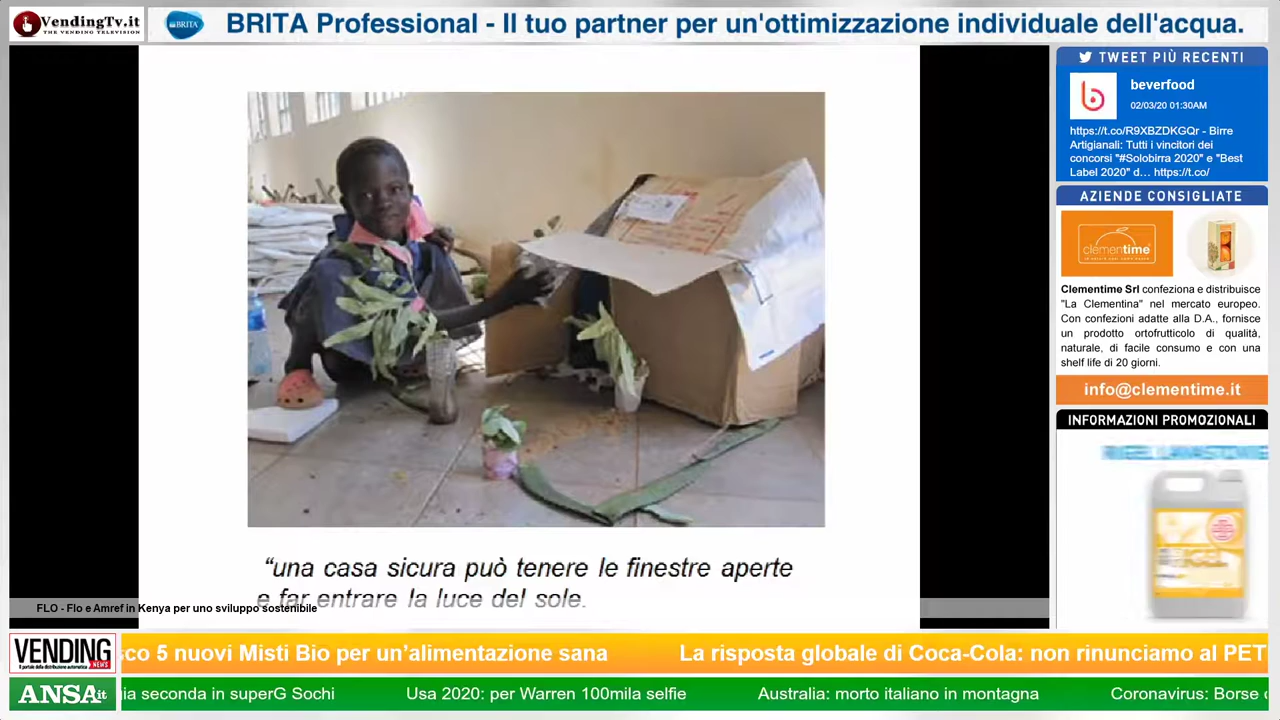 VendingTv.it
THE VENDING TELEVISION
BRITA
BRITA Professional - Il tuo partner per un'ottimizzazione individuale dell'acqua.
TWEET PIÙ RECENTI
beverfood
02/03/20 01:30AM
https://t.co/R9XBZDKGQr - Birre
Artigianali: Tutti i vincitori dei
concorsi "#Solobirra 2020" e "Best
Label 2020" d… https://t.co/
AZIENDE CONSIGLIATE
clementime
Clementime Srl confeziona e distribuisce
"La Clementina" nel mercato europeo.
Con confezioni adatte alla D.A., fornisce
un prodotto ortofrutticolo di qualità,
naturale, di facile consumo e con una
shelf life di 20 giorni.
info@clementime.it
INFORMAZIONI PROMOZIONALI
“una casa sicura può tenere le finestre aperte
e far entrare la luce del sole.
FLO - Flo e Amref in Kenya per uno sviluppo sostenibile
VENDING NEWS
Il portale della distribuzione automatica
sco 5 nuovi Misti Bio per un’alimentazione sana La risposta globale di Coca-Cola: non rinunciamo al PET
ANSA.it
ia seconda in superG Sochi Usa 2020: per Warren 100mila selfie Australia: morto italiano in montagna Coronavirus: Borse